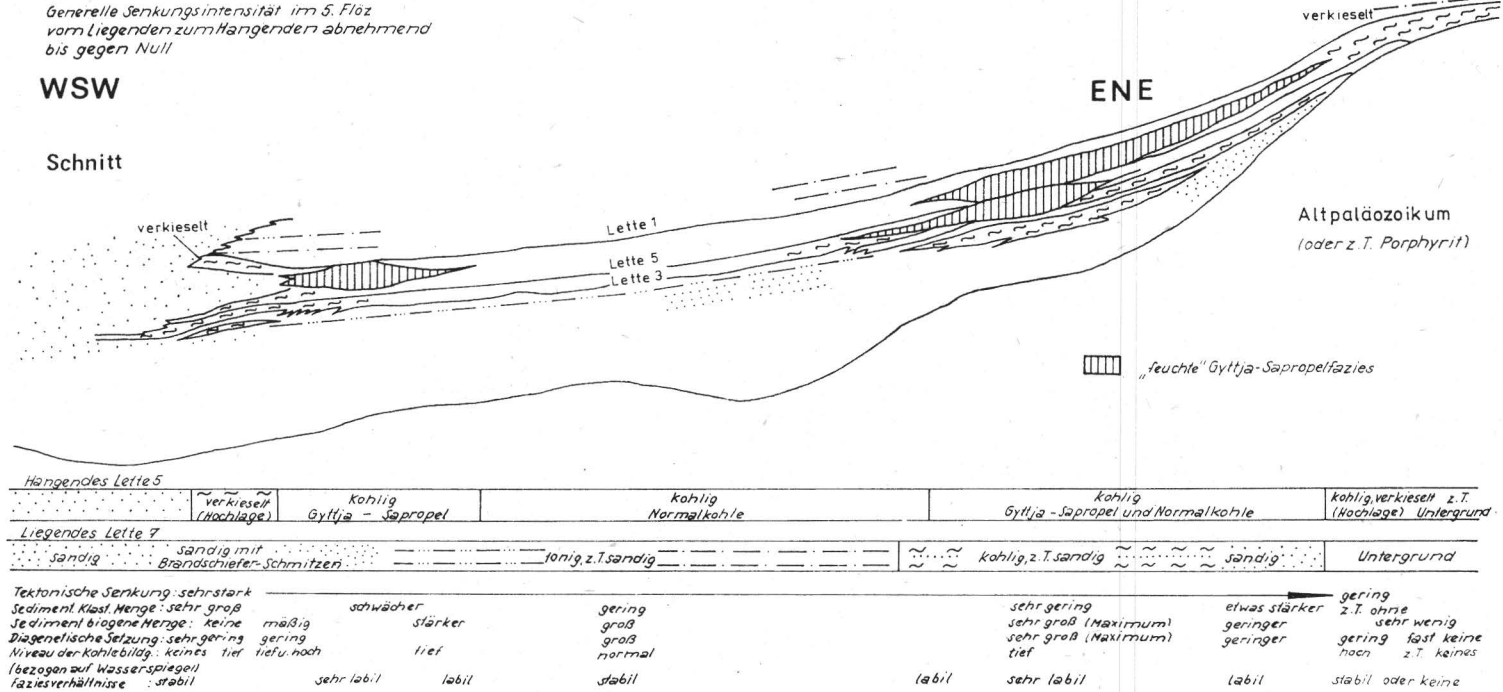 Generelle Senkungsintensität im 5. Flöz
vom Liegenden zum Hangenden abnehmend
bis gegen Null
verkieselt
WSW
ENE
Schnitt
verkieselt
Lette 1
Altpaläozoikum
(oder z.T. Porphyrit)
Lette 5
Lette 3
„feuchte" Gyttja-Sapropelfazies
Hangendes Lette 5
verkieselt kohlig kohlig kohlig kohlig, verkieselt z.T.
(Hochlage) Gyttja - Sapropel Normalkohle Gyttja - Sapropel und Normalkohle (Hochlage) Untergrund
Liegendes Lette 7
sandig sandig mit tonig, z.T. sandig kohlig, z.T. sandig sandig Untergrund
Brandschiefer-Schmitzen
Tektonische Senkung: sehr stark gering
Sediment. Klast. Menge: sehr groß schwächer gering sehr gering etwas stärker z.T. ohne
Sediment biogene Menge: keine mäßig stärker groß sehr groß (Maximum) geringer sehr wenig
Diagenetische Setzung: sehr gering gering groß sehr groß (Maximum) geringer gering fast keine
Niveau der Kohlebildg.: keines tief tief u. hoch tief normal tief hoch z.T. keines
(bezogen auf Wasserspiegel)
Faziesverhältnisse : stabil sehr labil labil stabil labil sehr labil labil stabil oder keine